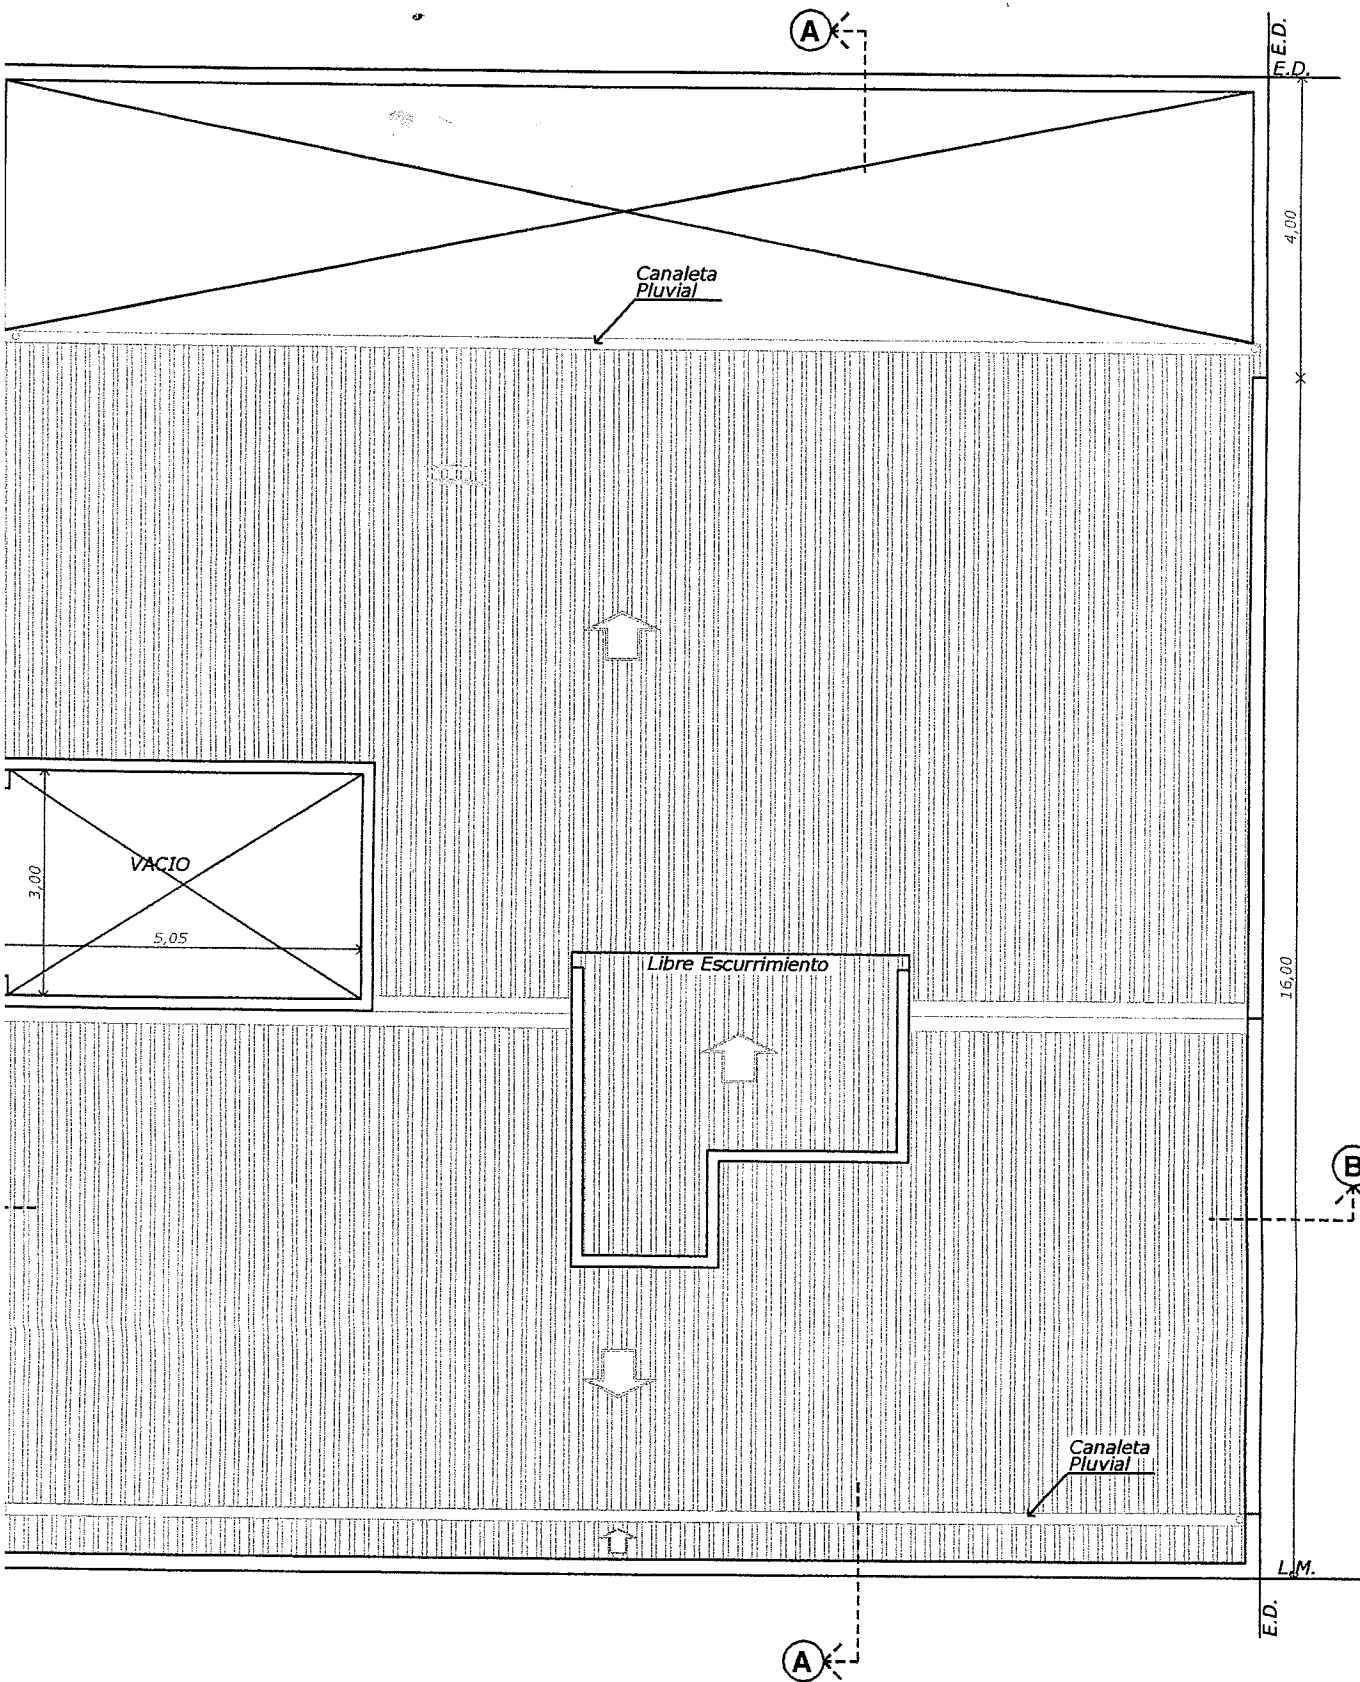 A
E.D.
E.D.
4,00
Canaleta
Pluvial
VACIO
3,00
5,05
Libre Escurrimiento
16,00
B
Canaleta
Pluvial
L.M.
E.D.
A